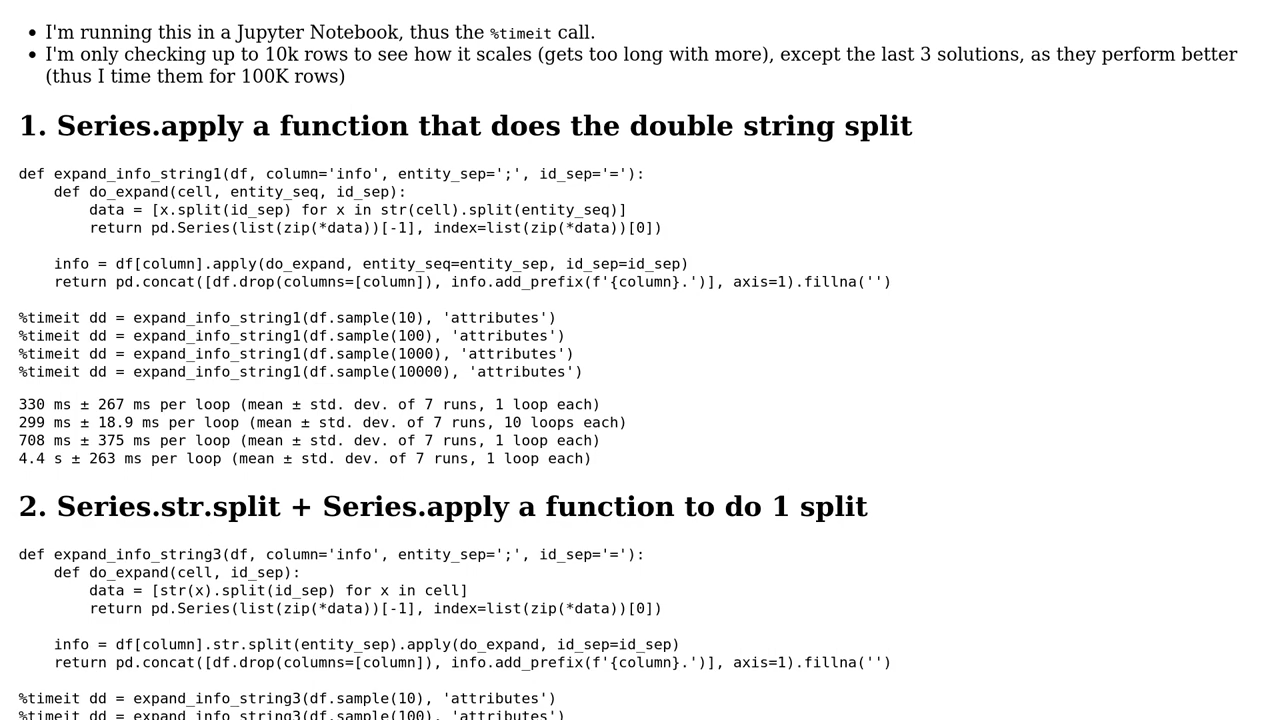 • I'm running this in a Jupyter Notebook, thus the %timeit call.
• I'm only checking up to 10k rows to see how it scales (gets too long with more), except the last 3 solutions, as they perform better
(thus I time them for 100K rows)
1. Series.apply a function that does the double string split
def expand_info_string1(df, column='info', entity_sep=';', id_sep='='):
    def do_expand(cell, entity_seq, id_sep):
        data = [x.split(id_sep) for x in str(cell).split(entity_seq)]
        return pd.Series(list(zip(*data))[-1], index=list(zip(*data))[0])
    info = df[column].apply(do_expand, entity_seq=entity_sep, id_sep=id_sep)
    return pd.concat([df.drop(columns=[column]), info.add_prefix(f'{column}.')], axis=1).fillna('')
%timeit dd = expand_info_string1(df.sample(10), 'attributes')
%timeit dd = expand_info_string1(df.sample(100), 'attributes')
%timeit dd = expand_info_string1(df.sample(1000), 'attributes')
%timeit dd = expand_info_string1(df.sample(10000), 'attributes')
330 ms ± 267 ms per loop (mean ± std. dev. of 7 runs, 1 loop each)
299 ms ± 18.9 ms per loop (mean ± std. dev. of 7 runs, 10 loops each)
708 ms ± 375 ms per loop (mean ± std. dev. of 7 runs, 1 loop each)
4.4 s ± 263 ms per loop (mean ± std. dev. of 7 runs, 1 loop each)
2. Series.str.split + Series.apply a function to do 1 split
def expand_info_string3(df, column='info', entity_sep=';', id_sep='='):
    def do_expand(cell, id_sep):
        data = [str(x).split(id_sep) for x in cell]
        return pd.Series(list(zip(*data))[-1], index=list(zip(*data))[0])
    info = df[column].str.split(entity_sep).apply(do_expand, id_sep=id_sep)
    return pd.concat([df.drop(columns=[column]), info.add_prefix(f'{column}.')], axis=1).fillna('')
%timeit dd = expand_info_string3(df.sample(10), 'attributes')
%timeit dd = expand_info_string3(df.sample(100), 'attributes')